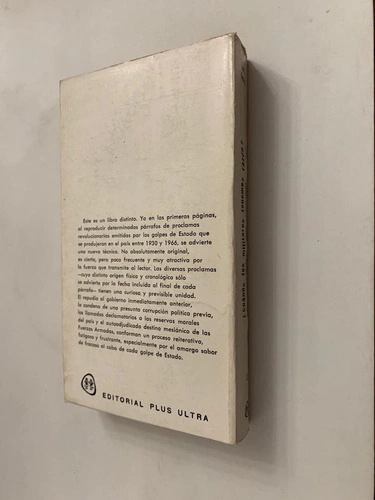 Este es un libro distinto. Ya en las primeras páginas,
al reproducir determinados párrafos de proclamas
revolucionarias emitidas por los golpes de Estado que
se produjeran en el país entre 1930 y 1966, se advierte
una nueva técnica. No absolutamente original,
es cierto, pero poco frecuente y muy atractiva por
la fuerza que transmite al lector. Las diversas proclamas
—cuyo distinto origen físico y cronológico sólo
se advierte por la fecha incluida al final de cada
párrafo— tienen una curiosa y previsible unidad.
El repudio al gobierno inmediatamente anterior,
la condena de una presunta corrupción política previa,
los llamados declamatorios a las reservas morales
del país y el autoadjudicado destino mesiánico de las
Fuerzas Armadas, conforman un proceso reiterativo,
fatigoso y frustrante, especialmente por el amargo sabor
de fracaso al cabo de cada golpe de Estado.
EDITORIAL PLUS ULTRA
los militares